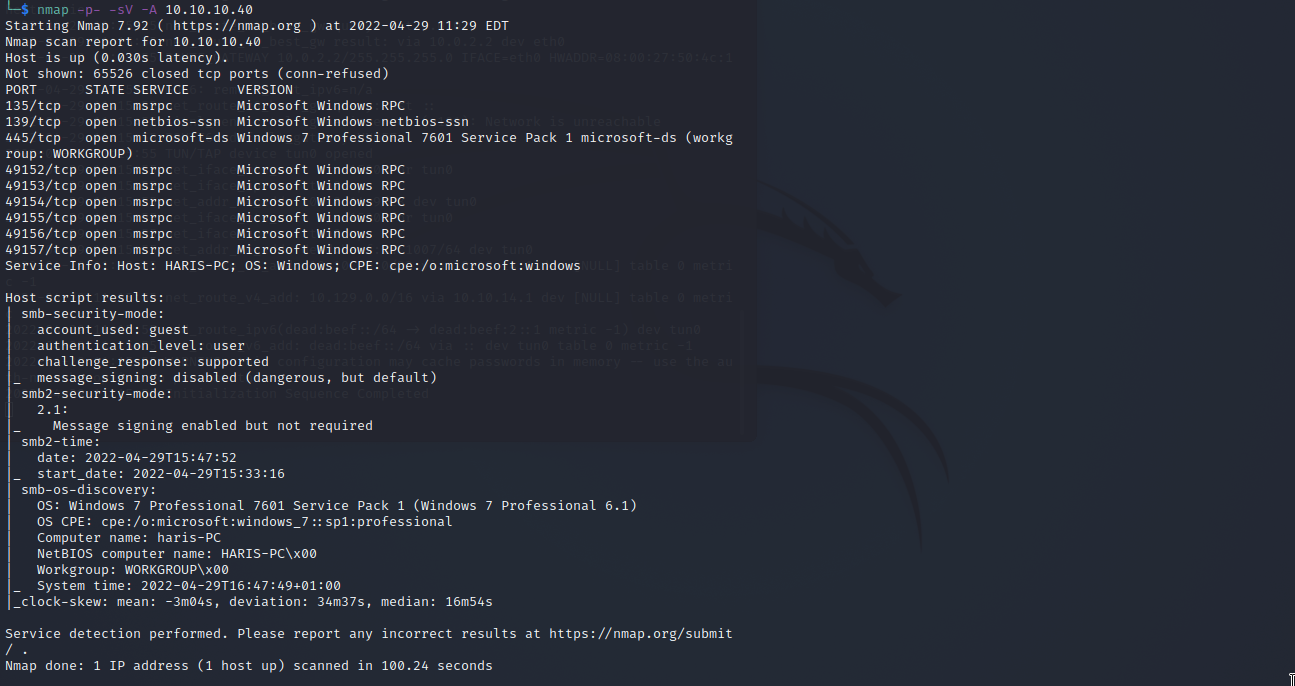 └─$ nmap -p- -sV -A 10.10.10.40
Starting Nmap 7.92 ( https://nmap.org ) at 2022-04-29 11:29 EDT
Nmap scan report for 10.10.10.40
Host is up (0.030s latency).
Not shown: 65526 closed tcp ports (conn-refused)
PORT      STATE SERVICE      VERSION
135/tcp   open  msrpc        Microsoft Windows RPC
139/tcp   open  netbios-ssn  Microsoft Windows netbios-ssn
445/tcp   open  microsoft-ds Windows 7 Professional 7601 Service Pack 1 microsoft-ds (workg
roup: WORKGROUP)
49152/tcp open  msrpc        Microsoft Windows RPC
49153/tcp open  msrpc        Microsoft Windows RPC
49154/tcp open  msrpc        Microsoft Windows RPC
49155/tcp open  msrpc        Microsoft Windows RPC
49156/tcp open  msrpc        Microsoft Windows RPC
49157/tcp open  msrpc        Microsoft Windows RPC
Service Info: Host: HARIS-PC; OS: Windows; CPE: cpe:/o:microsoft:windows

Host script results:
| smb-security-mode:
|   account_used: guest
|   authentication_level: user
|   challenge_response: supported
|_  message_signing: disabled (dangerous, but default)
| smb2-security-mode:
|   2.1:
|_    Message signing enabled but not required
| smb2-time:
|   date: 2022-04-29T15:47:52
|_  start_date: 2022-04-29T15:33:16
| smb-os-discovery:
|   OS: Windows 7 Professional 7601 Service Pack 1 (Windows 7 Professional 6.1)
|   OS CPE: cpe:/o:microsoft:windows_7::sp1:professional
|   Computer name: haris-PC
|   NetBIOS computer name: HARIS-PC\x00
|   Workgroup: WORKGROUP\x00
|_  System time: 2022-04-29T16:47:49+01:00
|_clock-skew: mean: -3m04s, deviation: 34m37s, median: 16m54s

Service detection performed. Please report any incorrect results at https://nmap.org/submit
/ .
Nmap done: 1 IP address (1 host up) scanned in 100.24 seconds